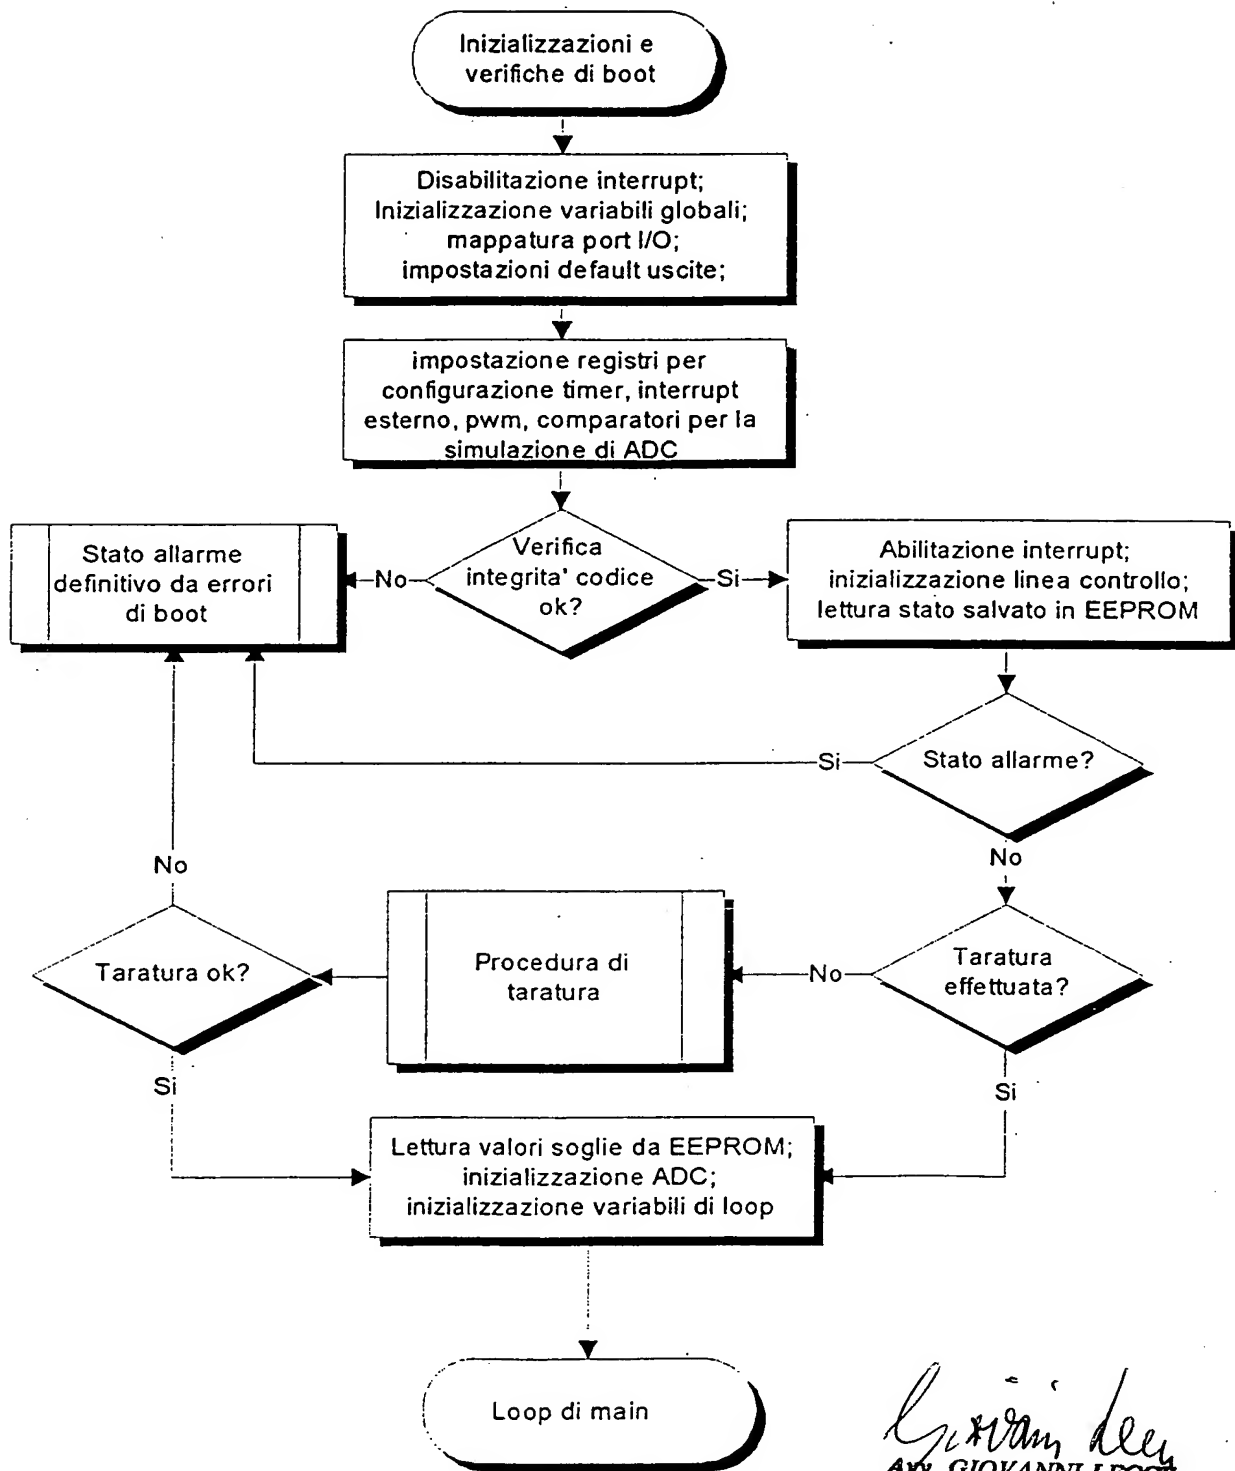 Inizializzazioni e
verifiche di boot
Disabilitazione interrupt;
Inizializzazione variabili globali;
mappatura port I/O;
impostazioni default uscite;
impostazione registri per
configurazione timer, interrupt
esterno, pwm, comparatori per la
simulazione di ADC
Stato allarme
definitivo da errori
di boot
No
Verifica
integrita' codice
ok?
Si
Abilitazione interrupt;
inizializzazione linea controllo;
lettura stato salvato in EEPROM
Si
Stato allarme?
No
No
Taratura ok?
Procedura di
taratura
No
Taratura
effettuata?
Si
Si
Lettura valori soglie da EEPROM;
inizializzazione ADC;
inizializzazione variabili di loop
Loop di main
GIOVANNI